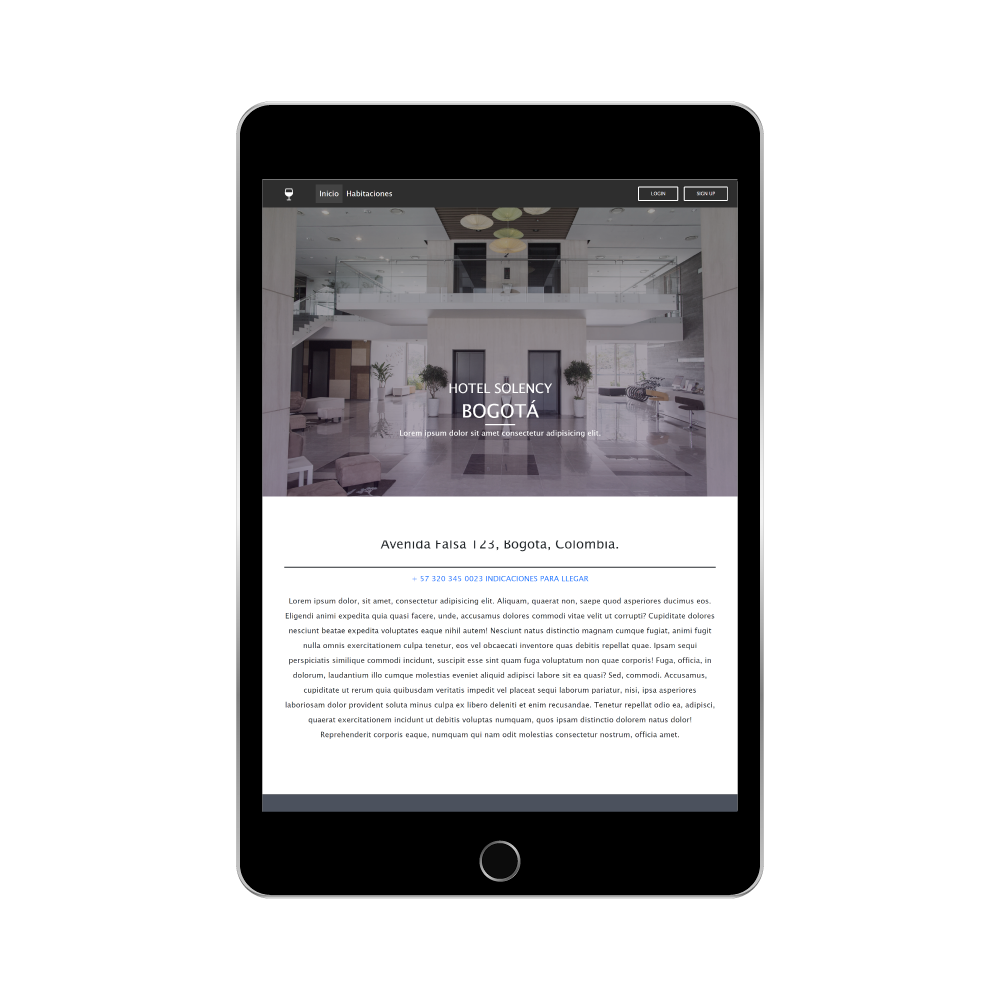 Inicio Habitaciones LOGIN SIGN UP
HOTEL SOLENCY
BOGOTÁ
Lorem ipsum dolor sit amet consectetur adipisicing elit.
Avenida Falsa 123, Bogotá, Colombia.
+ 57 320 345 0023 INDICACIONES PARA LLEGAR
Lorem ipsum dolor, sit amet, consectetur adipisicing elit. Aliquam, quaerat non, saepe quod asperiores ducimus eos.
Eligendi animi expedita quia quasi facere, unde, accusamus dolores commodi vitae velit ut corrupti? Cupiditate dolores
nesciunt beatae expedita voluptates eaque nihil autem! Nesciunt natus distinctio magnam cumque fugiat, animi fugit
nulla omnis exercitationem culpa tenetur, eos vel obcaecati inventore quas debitis repellat quae. Ipsam sequi
perspiciatis similique commodi incidunt, suscipit esse sint quam fuga voluptatum non quae corporis! Fuga, officia, in
dolorum, laudantium illo cumque molestias eveniet aliquid adipisci labore sit ea quasi? Sed, commodi. Accusamus,
cupiditate ut rerum quia quibusdam veritatis impedit vel placeat sequi laborum pariatur, nisi, ipsa asperiores
laboriosam dolor provident soluta minus culpa ex libero deleniti et enim recusandae. Tenetur repellat odio ea, adipisci,
quaerat exercitationem incidunt ut debitis voluptas numquam, quos ipsam distinctio dolorem natus dolor!
Reprehenderit corporis eaque, numquam qui nam odit molestias consectetur nostrum, officia amet.